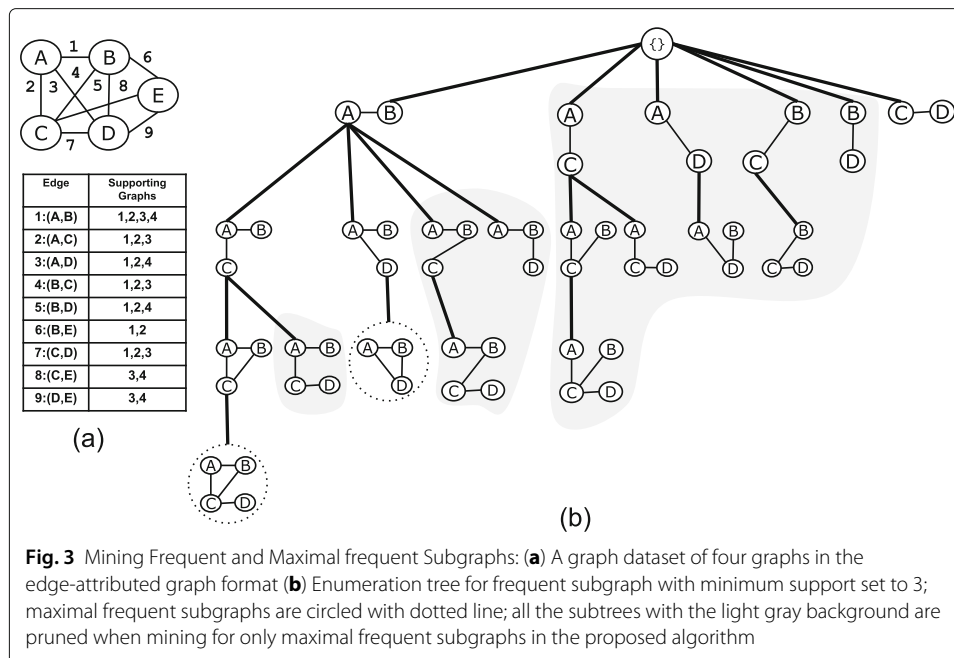 A 1 B 6
4
2 3 5 8 E
C 7 D 9
Edge Supporting Graphs
1:(A,B) 1,2,3,4
2:(A,C) 1,2,3
3:(A,D) 1,2,4
4:(B,C) 1,2,3
5:(B,D) 1,2,4
6:(B,E) 1,2
7:(C,D) 1,2,3
8:(C,E) 3,4
9:(D,E) 3,4
(a)
{}
A B A A B B C D
C D C D
A B A B A B A B A B A A B B
C D C D C C D D C D
A B A B A B A B A B
C C D D C D C D
A B
C D
(b)
Fig. 3 Mining Frequent and Maximal frequent Subgraphs: (a) A graph dataset of four graphs in the
edge-attributed graph format (b) Enumeration tree for frequent subgraph with minimum support set to 3;
maximal frequent subgraphs are circled with dotted line; all the subtrees with the light gray background are
pruned when mining for only maximal frequent subgraphs in the proposed algorithm